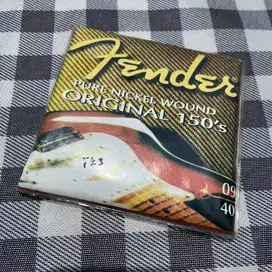 Fender
PURE NICKEL WOUND
ORIGINAL 150's
09
40